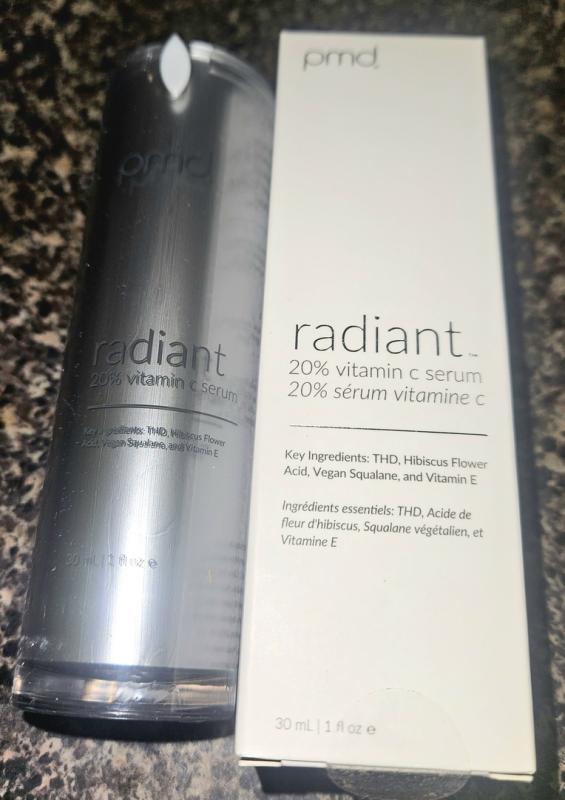 pmd
radiant
20% vitamin c serum
Key Ingredients: THD, Hibiscus Flower
Acid, Vegan Squalane, and Vitamin E
30 mL | 1 fl oz e
pmd
radiant™
20% vitamin c serum
20% sérum vitamine c
Key Ingredients: THD, Hibiscus Flower
Acid, Vegan Squalane, and Vitamin E
Ingrédients essentiels: THD, Acide de
fleur d'hibiscus, Squalane végétalien, et
Vitamine E
30 mL | 1 fl oz e